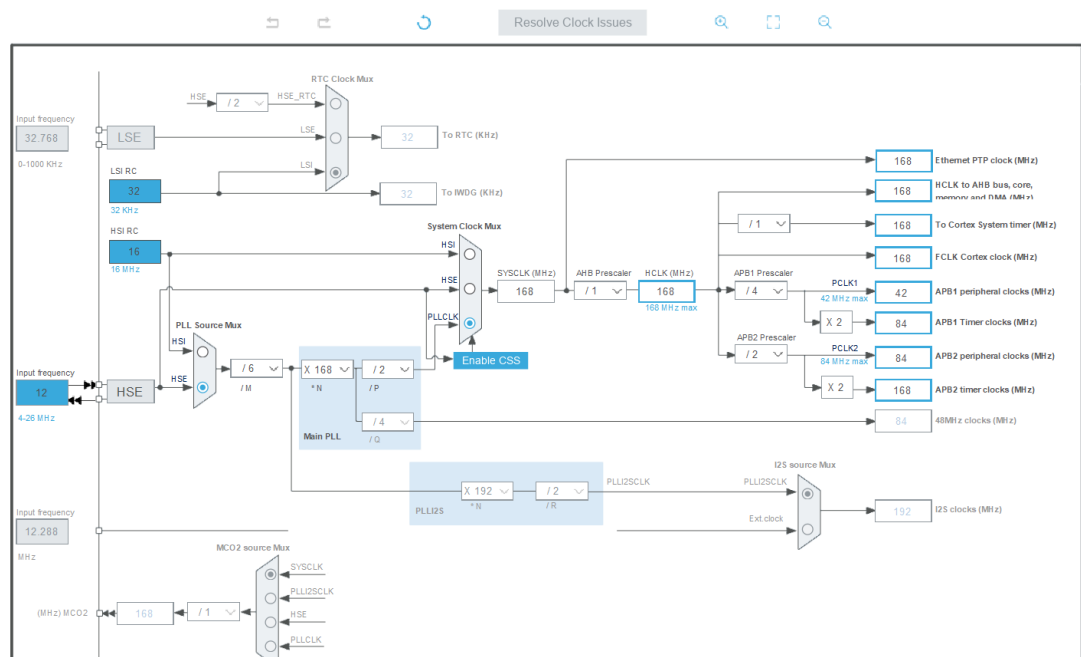 Resolve Clock Issues
RTC Clock Mux
HSE
/ 2
HSE_RTC
Input frequency
32.768
0-1000 KHz
LSE
LSE
32
To RTC (KHz)
LSI RC
LSI
32
32 KHz
32
To IWDG (KHz)
HSI RC
16
16 MHz
System Clock Mux
HSI
HSE
PLLCLK
SYSCLK (MHz)
168
AHB Prescaler
/ 1
HCLK (MHz)
168
168 MHz max
Enable CSS
168
Ethernet PTP clock (MHz)
168
HCLK to AHB bus, core,
memory and DMA (MHz)
/ 1
168
To Cortex System timer (MHz)
168
FCLK Cortex clock (MHz)
APB1 Prescaler
/ 4
PCLK1
42 MHz max
42
APB1 peripheral clocks (MHz)
X 2
84
APB1 Timer clocks (MHz)
APB2 Prescaler
/ 2
PCLK2
84 MHz max
84
APB2 peripheral clocks (MHz)
X 2
168
APB2 timer clocks (MHz)
PLL Source Mux
HSI
HSE
Input frequency
12
4-26 MHz
HSE
/ 6
/ M
X 168
* N
/ 2
/ P
/ 4
/ Q
Main PLL
84
48MHz clocks (MHz)
X 192
* N
/ 2
/ R
PLLI2S
PLLI2SCLK
I2S source Mux
PLLI2SCLK
Ext.clock
192
I2S clocks (MHz)
Input frequency
12.288
MHz
MCO2 source Mux
SYSCLK
PLLI2SCLK
HSE
PLLCLK
(MHz) MCO2
168
/ 1